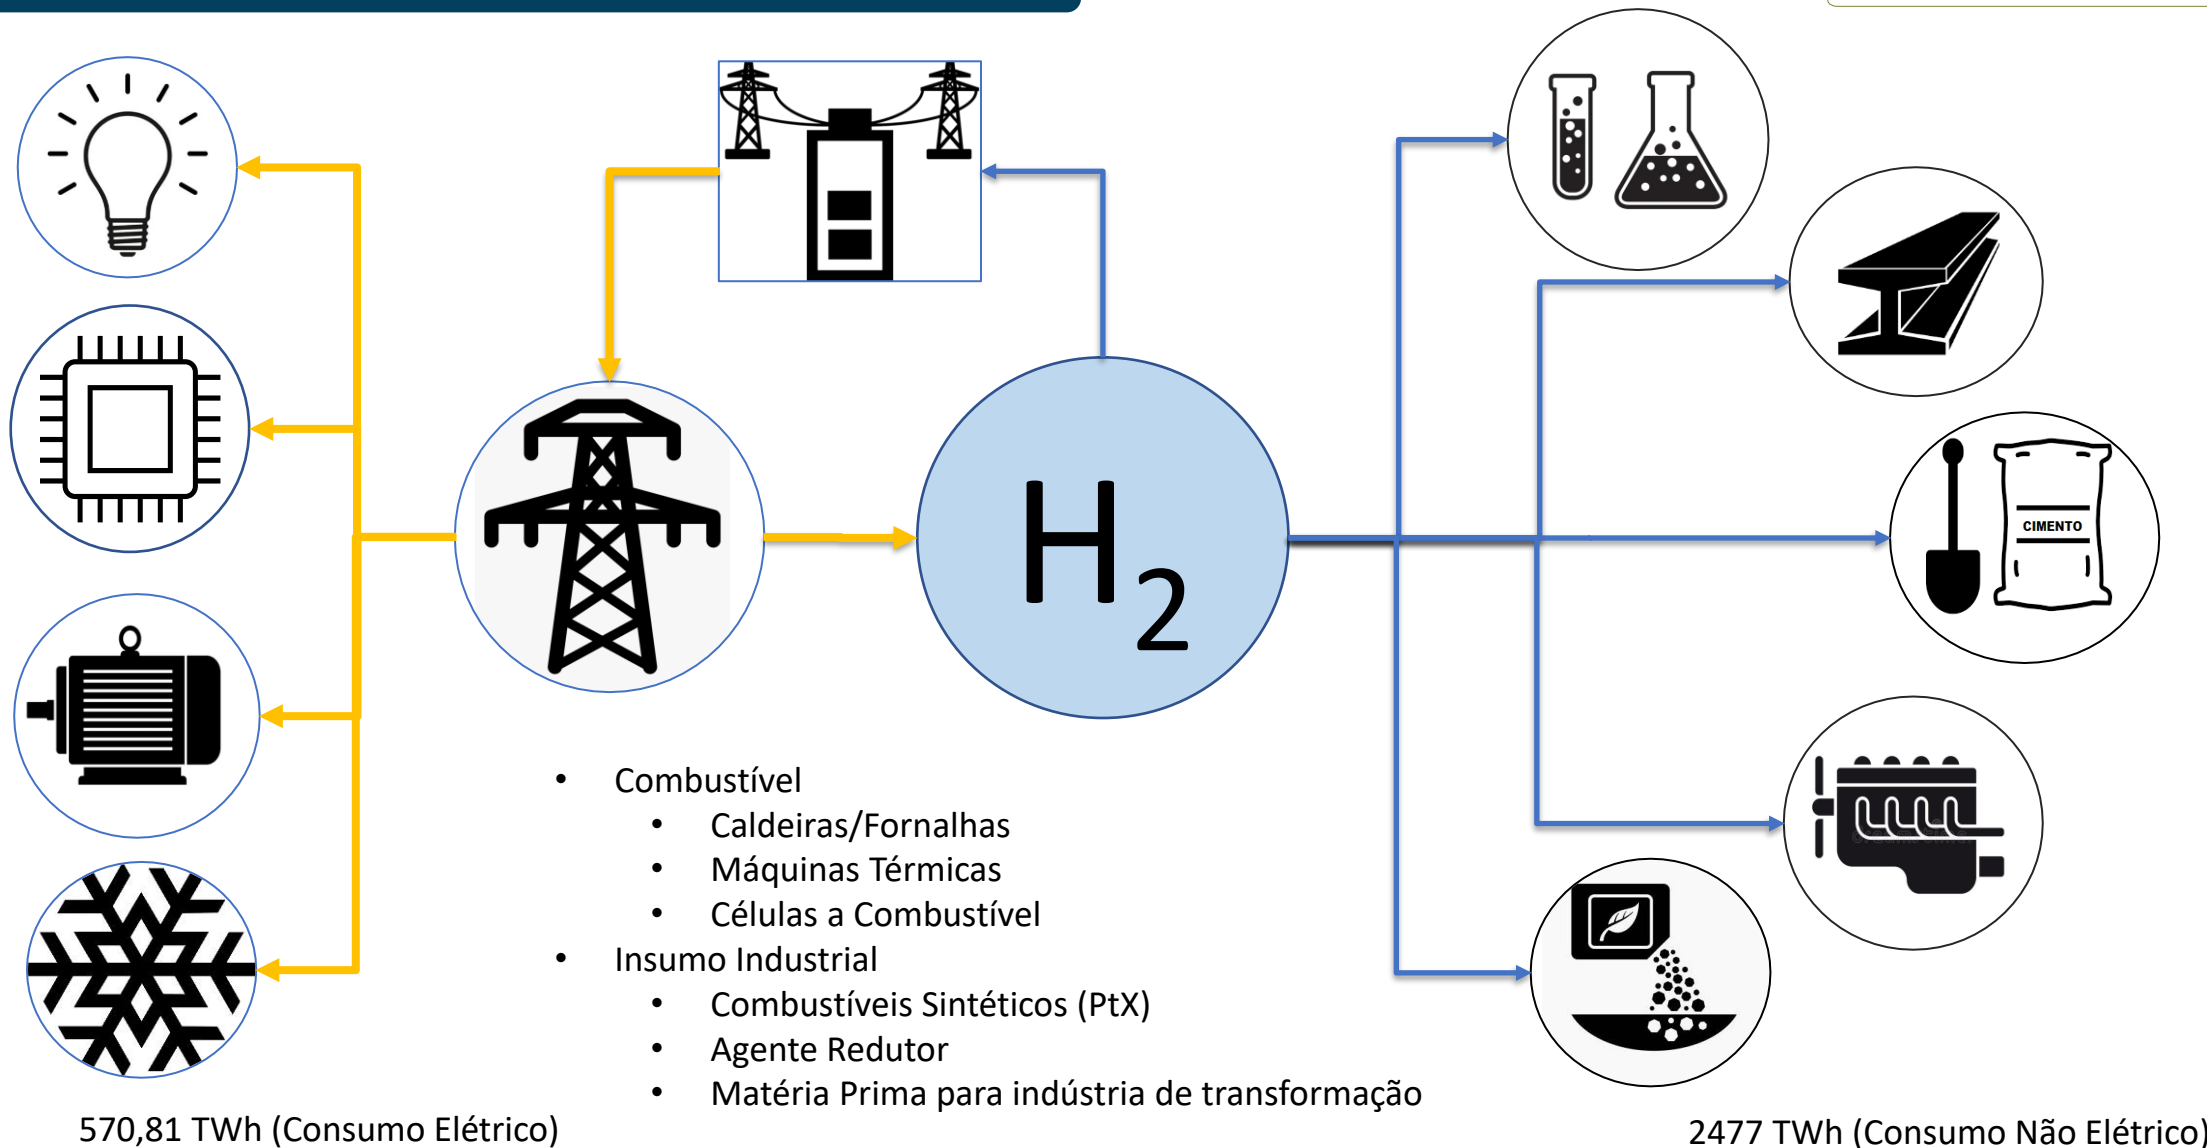 H2
CIMENTO
• Combustível
• Caldeiras/Fornalhas
• Máquinas Térmicas
• Células a Combustível
• Insumo Industrial
• Combustíveis Sintéticos (PtX)
• Agente Redutor
• Matéria Prima para indústria de transformação
570,81 TWh (Consumo Elétrico)
2477 TWh (Consumo Não Elétrico)